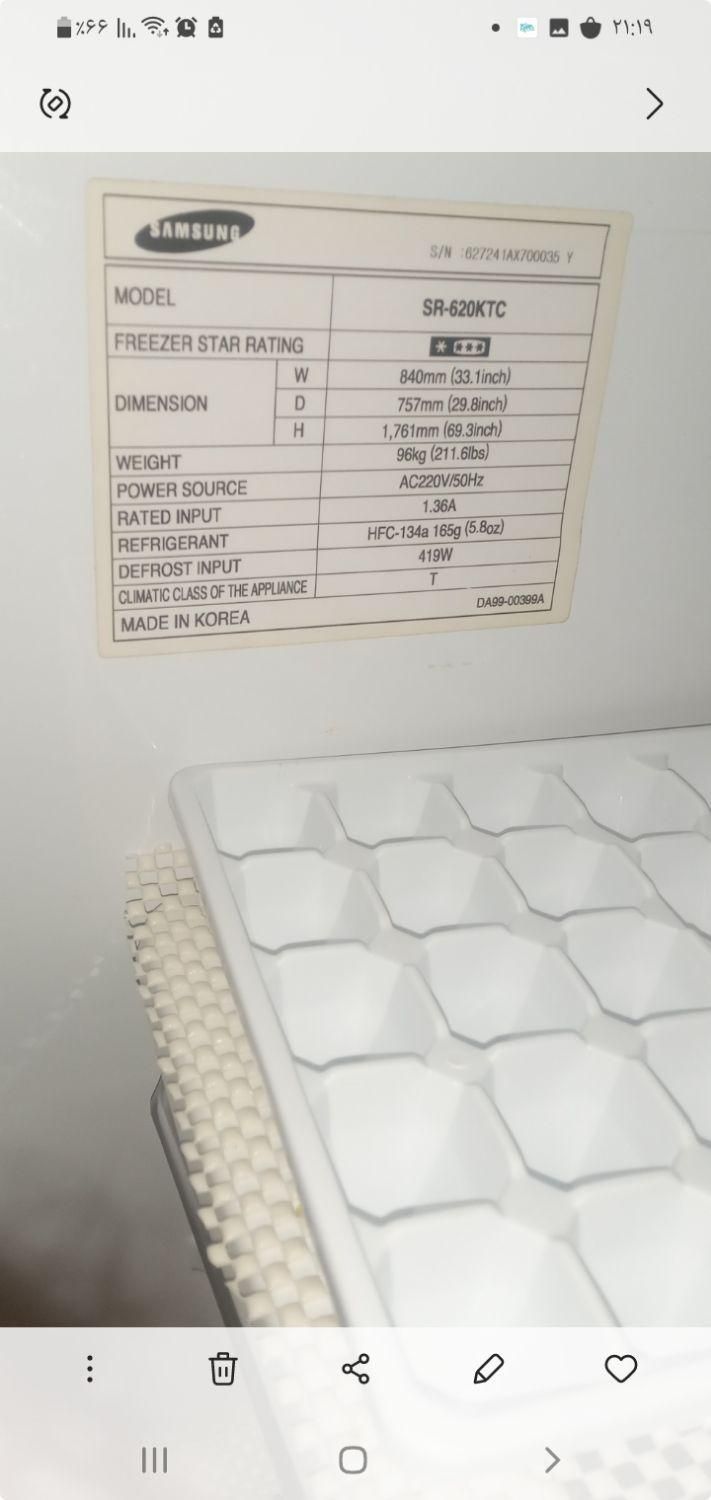 ٪۶۶
۲۱:۱۹
SAMSUNG
S/N :627241AX700035 Y
MODEL SR-620KTC
FREEZER STAR RATING
DIMENSION
W 840mm (33.1inch)
D 757mm (29.8inch)
H 1,761mm (69.3inch)
WEIGHT 96kg (211.6lbs)
POWER SOURCE AC220V/50Hz
RATED INPUT 1.36A
REFRIGERANT HFC-134a 165g (5.8oz)
DEFROST INPUT 419W
CLIMATIC CLASS OF THE APPLIANCE T
MADE IN KOREA DA99-00399A